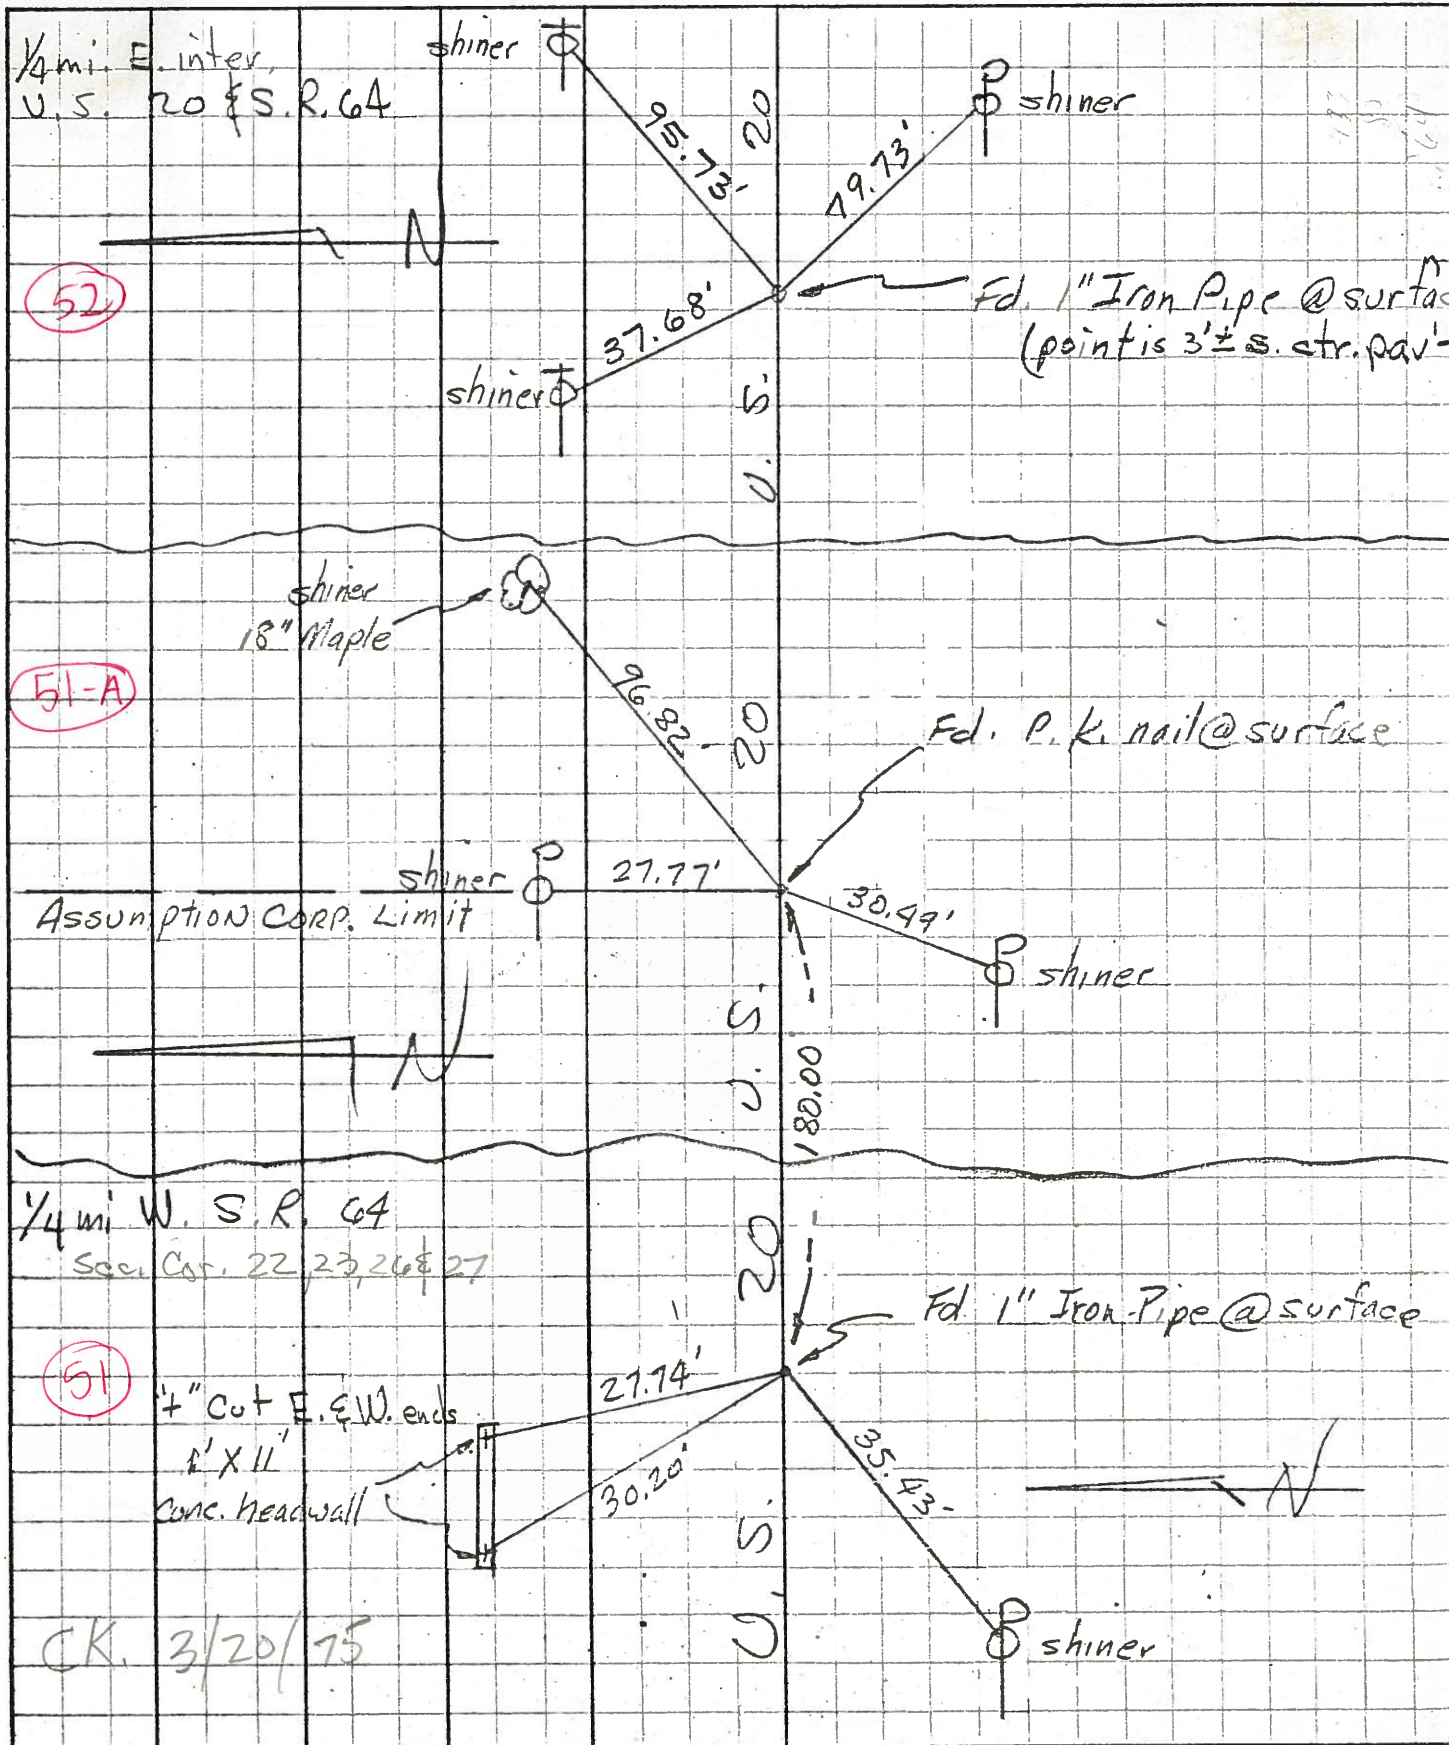 1/4 mi. E. inter.
U.S. 20 & S.R. 64
shiner
95.73'
20
79.73'
shiner
N
52
37.68'
Fd. 1" Iron Pipe @ surfac
(point is 3'± s. ctr. pav'
shiner
U. S.
shiner
18" Maple
51-A
96.82'
20
Fd. P.K. nail @ surface
shiner
27.77'
30.49'
Assumption Corp. Limit
shiner
N
U. S.
180.00
1/4 mi W. S.R. 64
Sec. Cor. 22, 23, 26 & 27
20
Fd 1" Iron Pipe @ surface
51
27.74'
"+" Cut E. & W. ends
1' X 11'
Conc. headwall
30.20'
35.43'
N
U. S.
CK. 3/20/75
shiner